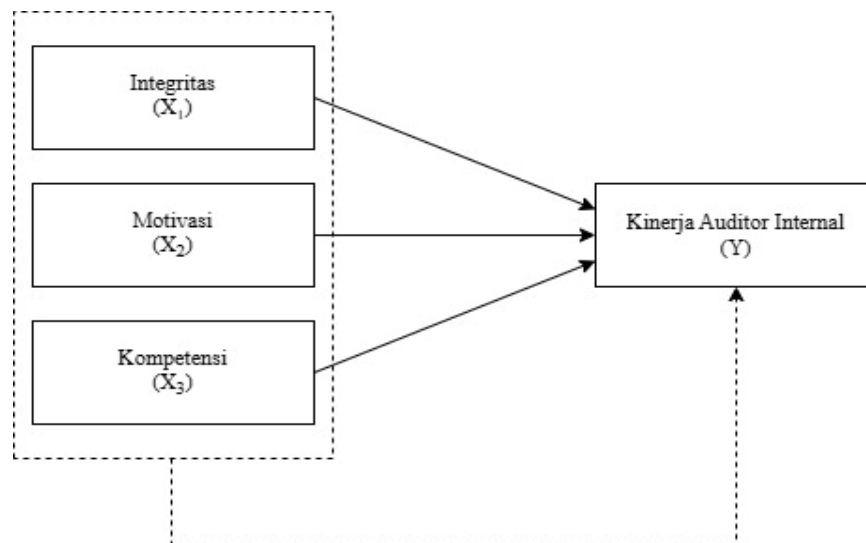 Integritas
(X₁)
Motivasi
(X₂)
Kompetensi
(X₃)
Kinerja Auditor Internal
(Y)